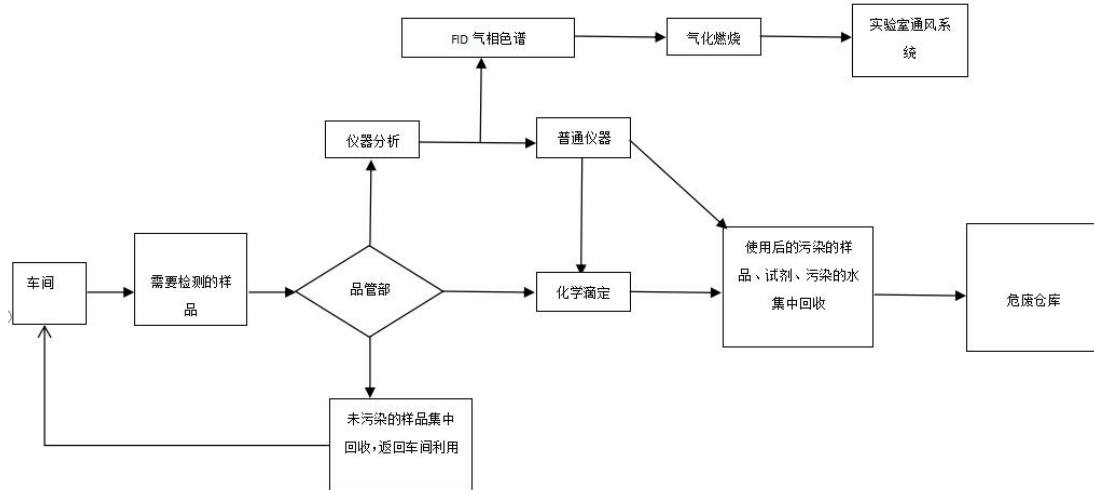 FID 气相色谱
气化燃烧
实验室通风系
统
仪器分析
普通仪器
车间
需要检测的样
品
品管部
化学滴定
使用后的污染的样
品、试剂、污染的水
集中回收
危废仓库
未污染的样品集中
回收，返回车间利用